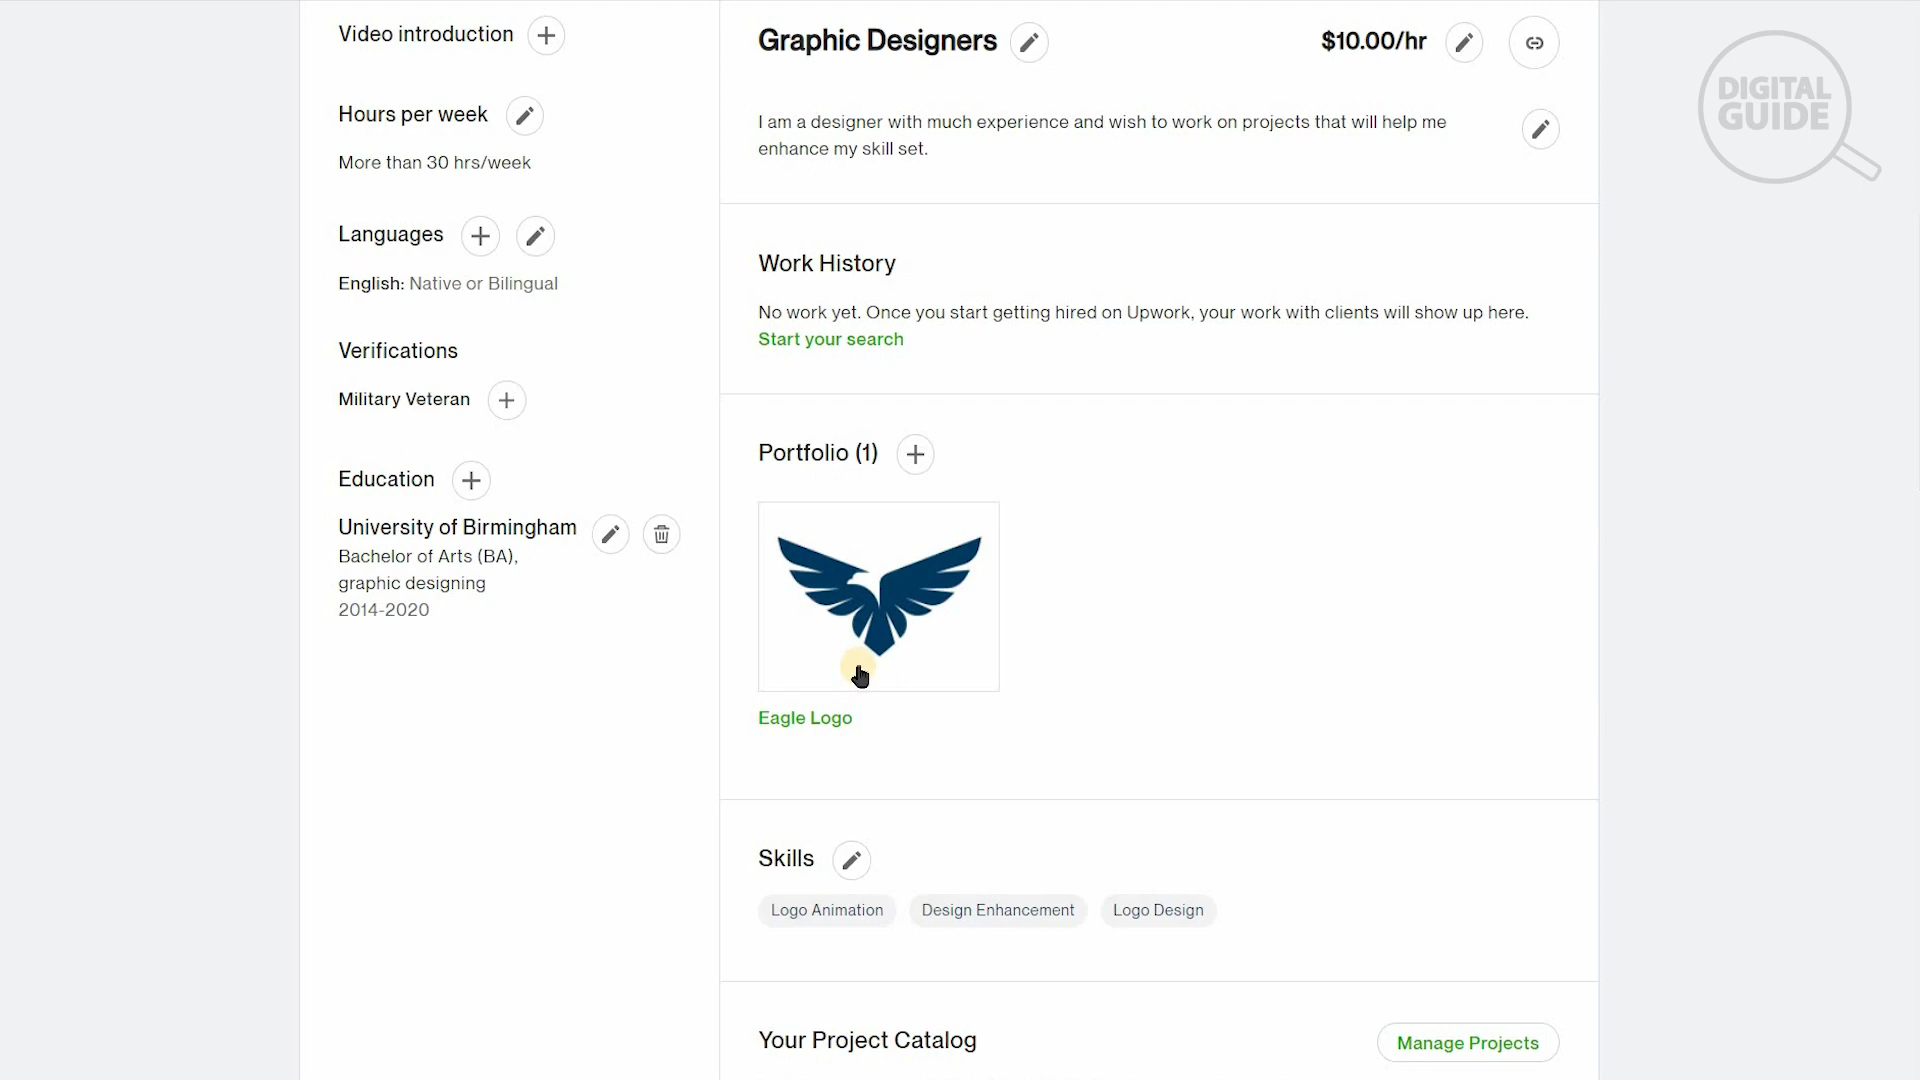 Video introduction
Hours per week
More than 30 hrs/week
Languages
English: Native or Bilingual
Verifications
Military Veteran
Education
University of Birmingham
Bachelor of Arts (BA),
graphic designing
2014-2020
Graphic Designers
$10.00/hr
I am a designer with much experience and wish to work on projects that will help me
enhance my skill set.
Work History
No work yet. Once you start getting hired on Upwork, your work with clients will show up here.
Start your search
Portfolio (1)
Eagle Logo
Skills
Logo Animation
Design Enhancement
Logo Design
Your Project Catalog
Manage Projects
DIGITAL
GUIDE